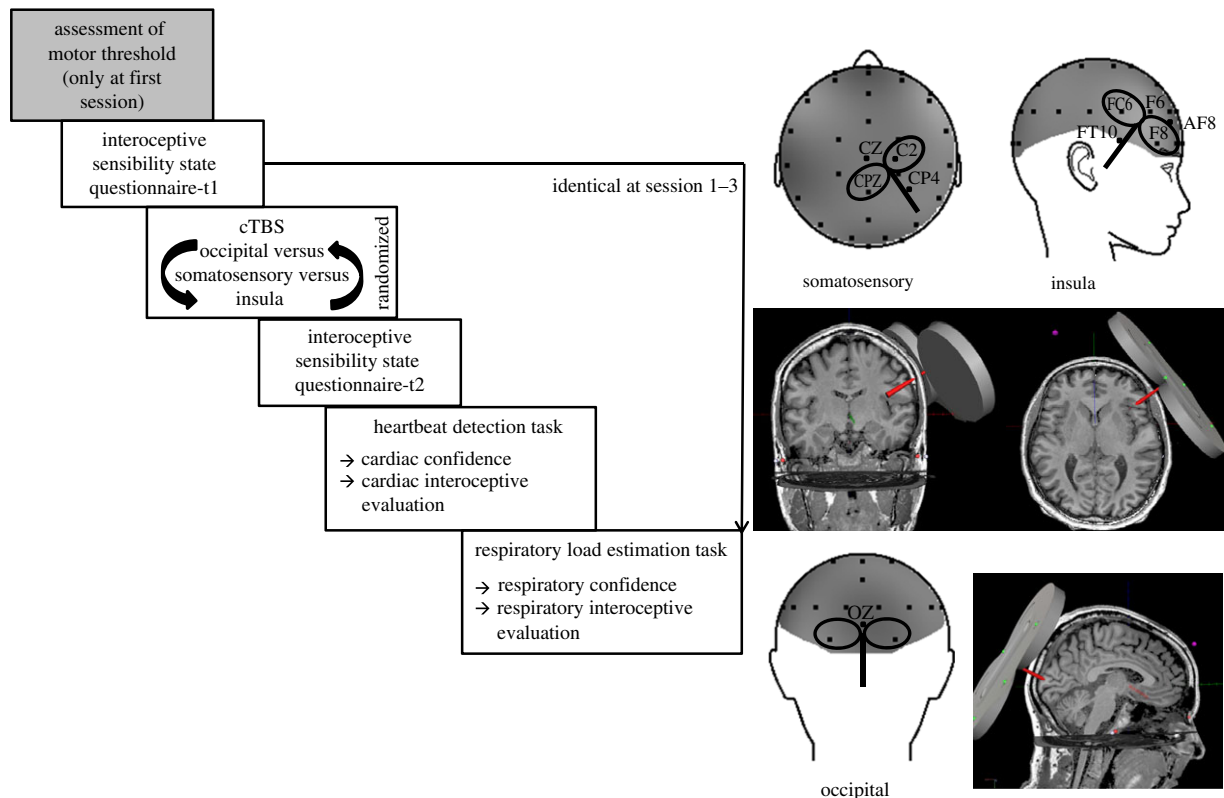 assessment of
motor threshold
(only at first
session)
interoceptive
sensibility state
questionnaire-t1
identical at session 1–3
cTBS
occipital versus
somatosensory versus
insula
randomized
interoceptive
sensibility state
questionnaire-t2
heartbeat detection task
→ cardiac confidence
→ cardiac interoceptive
evaluation
respiratory load estimation task
→ respiratory confidence
→ respiratory interoceptive
evaluation
CZ
C2
CPZ
CP4
somatosensory
FC6
F6
FT10
F8
AF8
insula
OZ
occipital